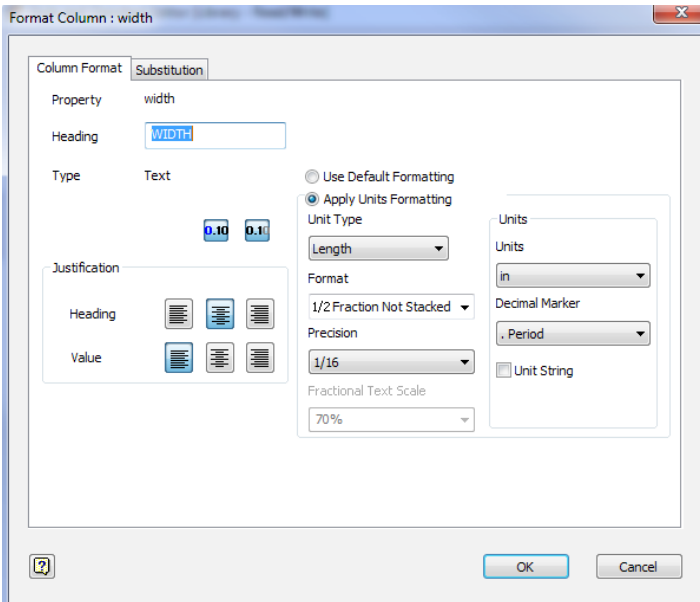 Format Column : width
Column Format
Substitution
Property
width
Heading
WIDTH
Type
Text
0.10
0.10
Justification
Heading
Value
Use Default Formatting
Apply Units Formatting
Unit Type
Length
Format
1/2 Fraction Not Stacked
Precision
1/16
Fractional Text Scale
70%
Units
Units
in
Decimal Marker
. Period
Unit String
?
OK
Cancel